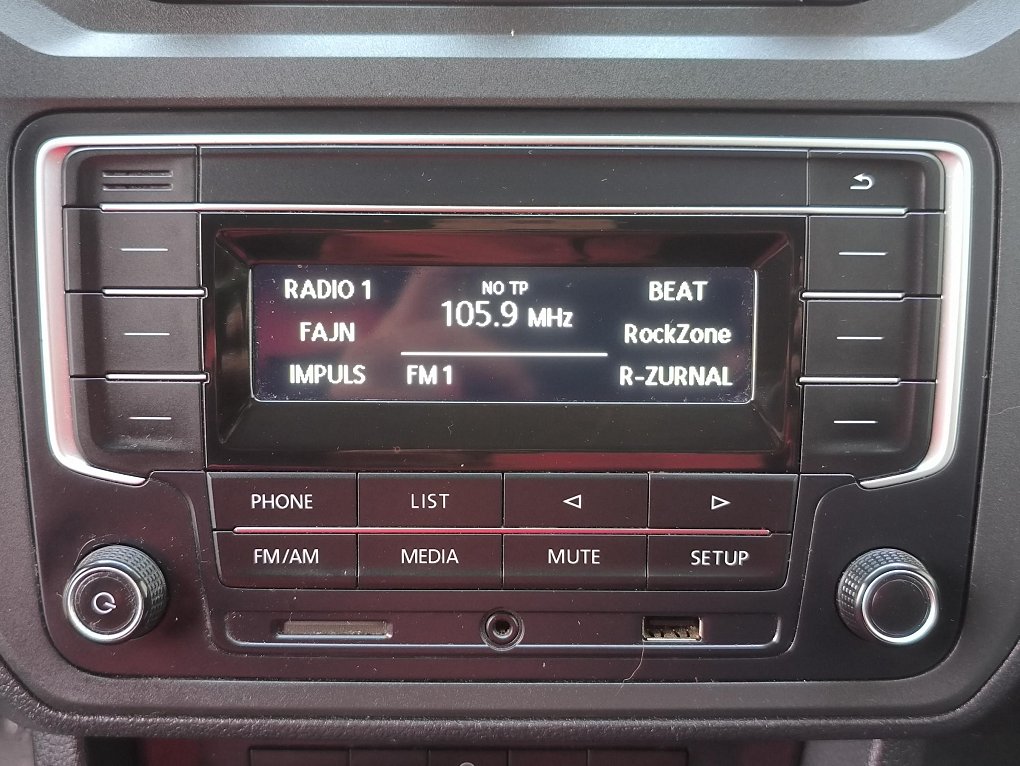 RADIO 1
NO TP
BEAT
105.9 MHz
FAJN
RockZone
IMPULS
FM 1
R-ZURNAL
PHONE
LIST
FM/AM
MEDIA
MUTE
SETUP